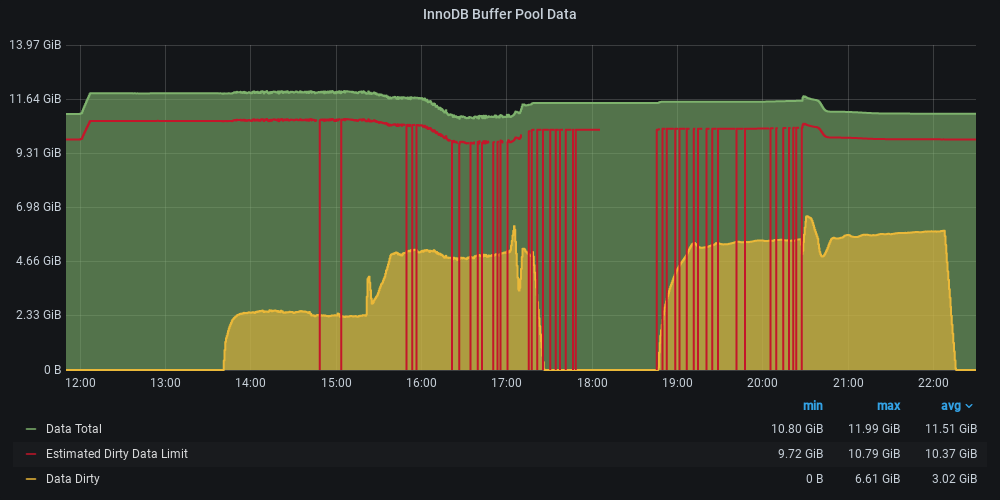 InnoDB Buffer Pool Data
13.97 GiB
11.64 GiB
9.31 GiB
6.98 GiB
4.66 GiB
2.33 GiB
0 B
12:00 13:00 14:00 15:00 16:00 17:00 18:00 19:00 20:00 21:00 22:00
min max avg
Data Total 10.80 GiB 11.99 GiB 11.51 GiB
Estimated Dirty Data Limit 9.72 GiB 10.79 GiB 10.37 GiB
Data Dirty 0 B 6.61 GiB 3.02 GiB